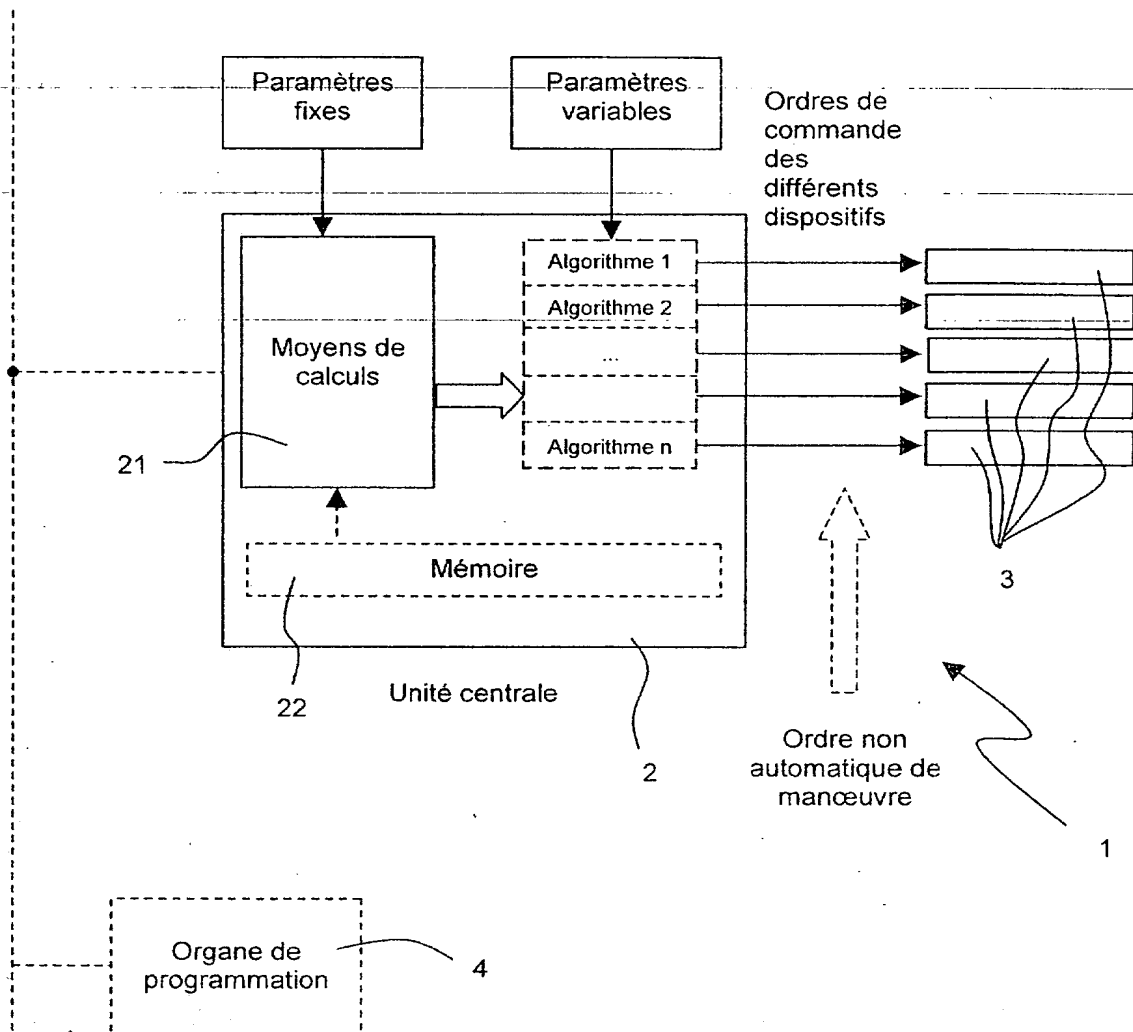 Paramètres
fixes
Paramètres
variables
Ordres de
commande
des
différents
dispositifs
Algorithme 1
Algorithme 2
...
Algorithme n
Moyens de
calculs
21
Mémoire
3
22
Unité centrale
2
Ordre non
automatique de
manœuvre
1
Organe de
programmation
4